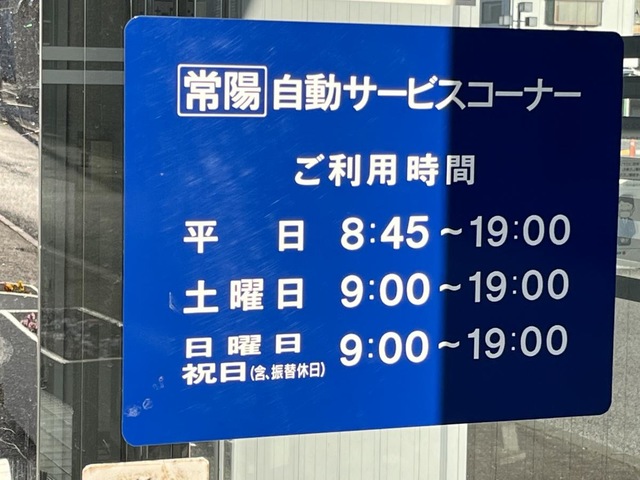 常陽 自動サービスコーナー
ご利用時間
平日 8:45~19:00
土曜日 9:00~19:00
日曜日
祝日(含、振替休日) 9:00~19:00